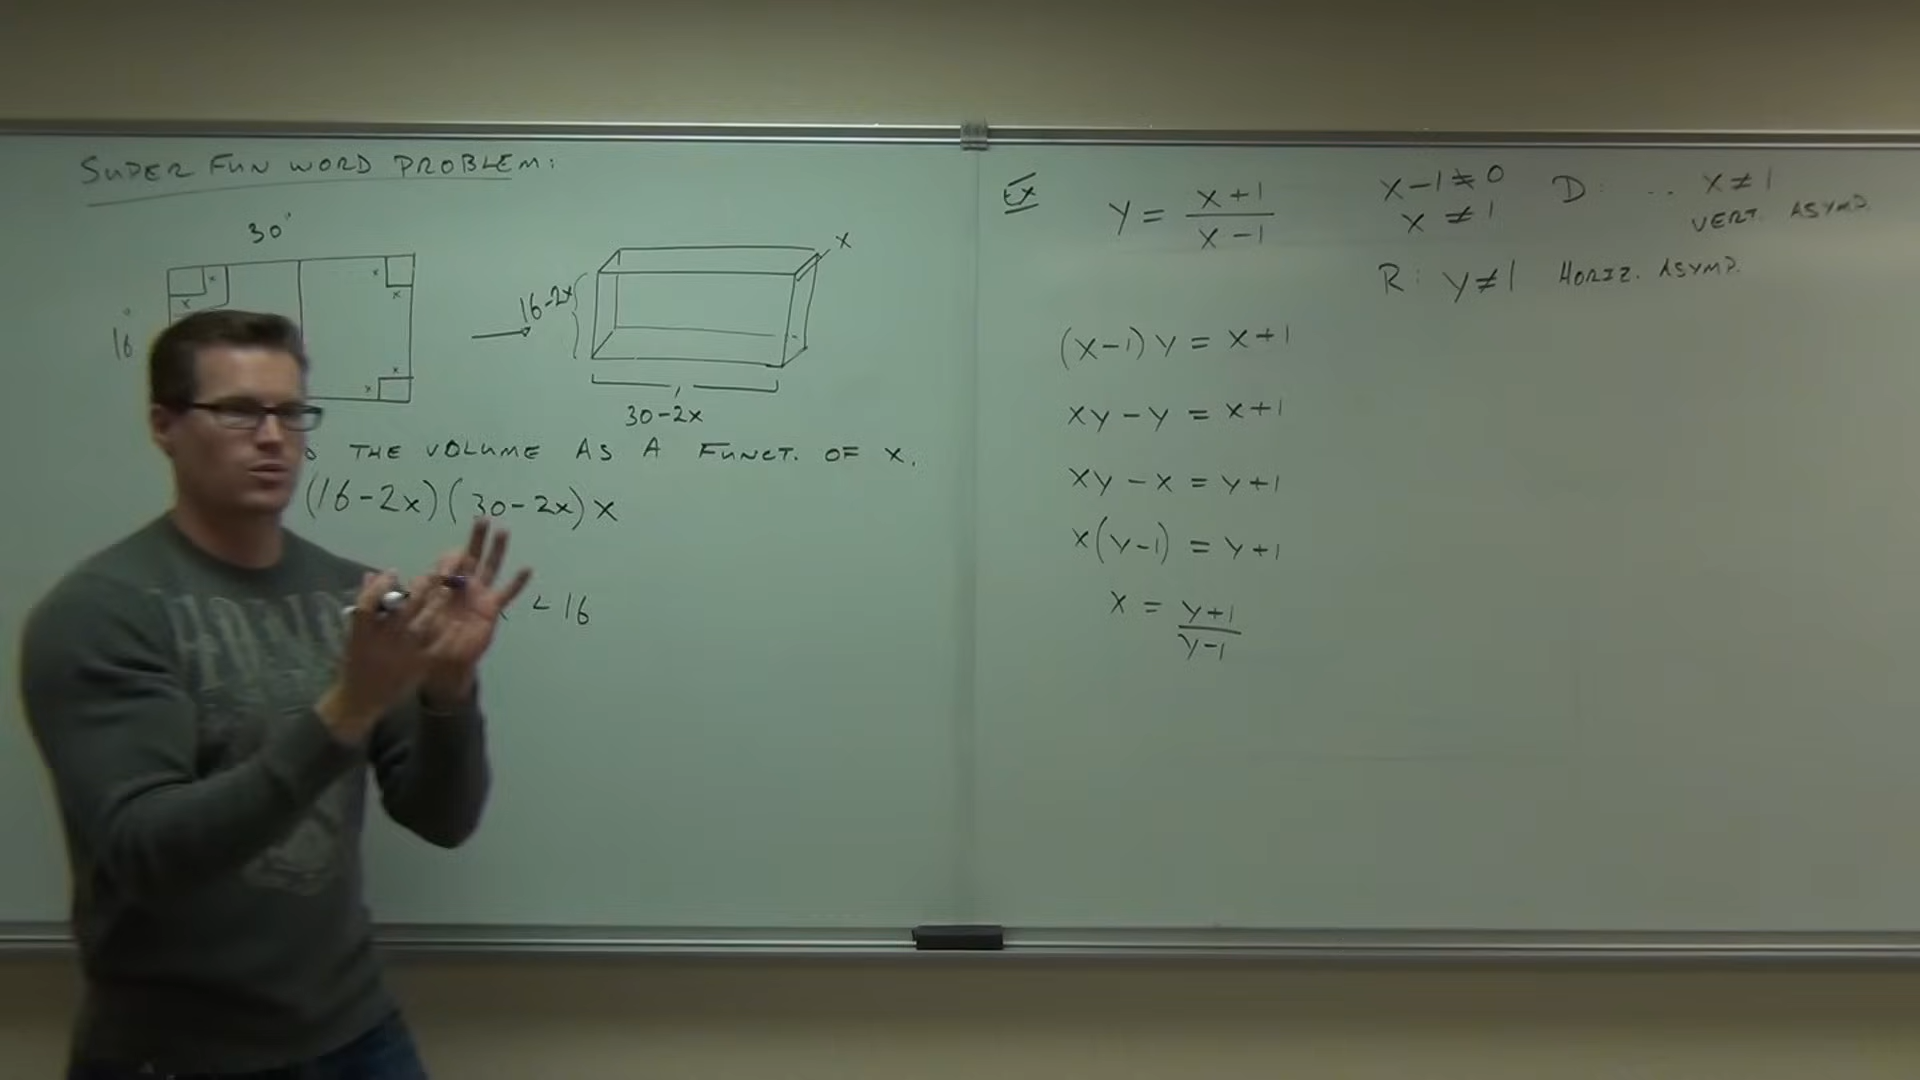 SUPER FUN WORD PROBLEM:
30"
x
x
x
x
16"
x
x
16-2x
x
30-2x
THE VOLUME AS A FUNCT. OF X.
(16-2x)(30-2x)x
< 16
Ex
y = \frac{x+1}{x-1}
x-1≠0
x ≠ 1
D: .. x≠1
VERT. ASYMP.
R: y≠1 HORIZ. ASYMP.
(x-1)y = x+1
xy-y = x+1
xy-x = y+1
x(y-1) = y+1
x = \frac{y+1}{y-1}